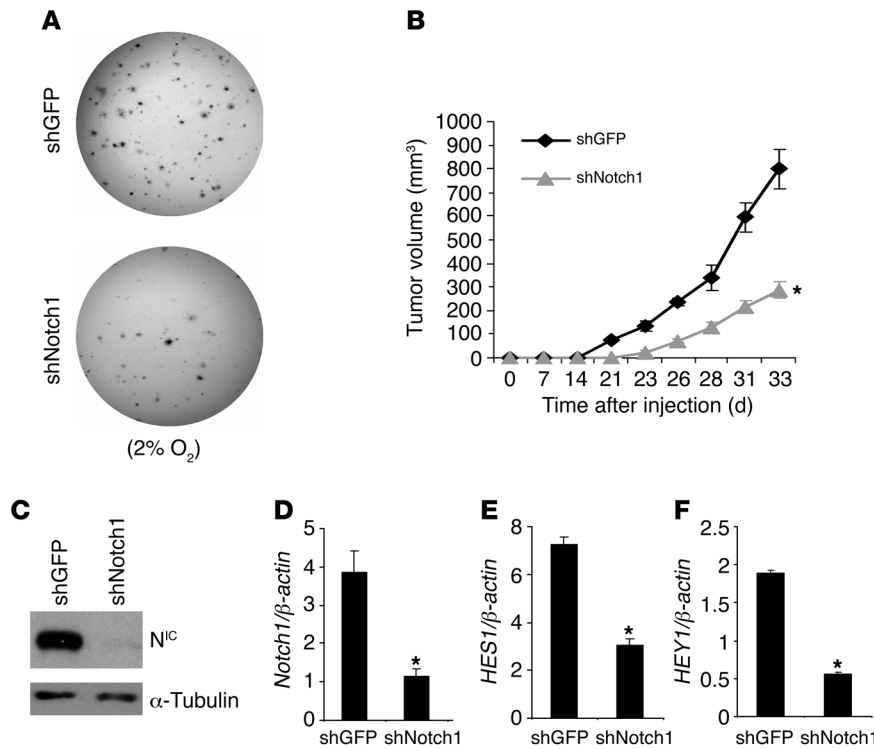 A
shGFP
shNotch1
(2% O₂)
B
Tumor volume (mm³)
1000
900
800
700
600
500
400
300
200
100
0
shGFP
shNotch1
*
0 7 14 21 23 26 28 31 33
Time after injection (d)
C
shGFP
shNotch1
Nᴵᶜ
α-Tubulin
D
Notch1/β-actin
5
4
3
2
1
0
*
shGFP shNotch1
E
HES1/β-actin
8
6
4
2
0
*
shGFP shNotch1
F
HEY1/β-actin
2.5
2
1.5
1
0.5
0
*
shGFP shNotch1